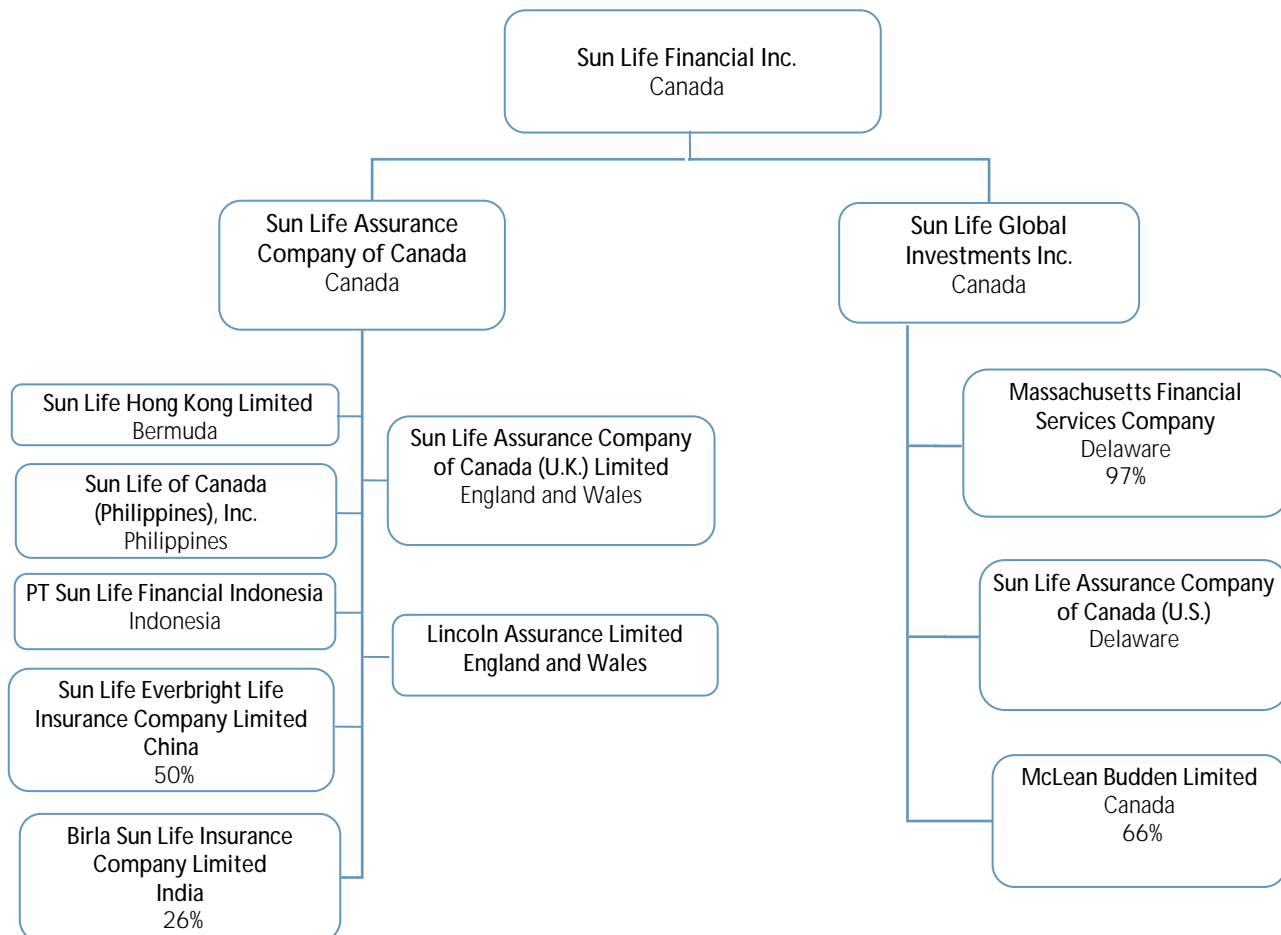 Sun Life Financial Inc.
Canada
Sun Life Assurance
Company of Canada
Canada
Sun Life Global
Investments Inc.
Canada
Sun Life Hong Kong Limited
Bermuda
Sun Life of Canada
(Philippines), Inc.
Philippines
PT Sun Life Financial Indonesia
Indonesia
Sun Life Everbright Life
Insurance Company Limited
China
50%
Birla Sun Life Insurance
Company Limited
India
26%
Sun Life Assurance Company
of Canada (U.K.) Limited
England and Wales
Lincoln Assurance Limited
England and Wales
Massachusetts Financial
Services Company
Delaware
97%
Sun Life Assurance Company
of Canada (U.S.)
Delaware
McLean Budden Limited
Canada
66%